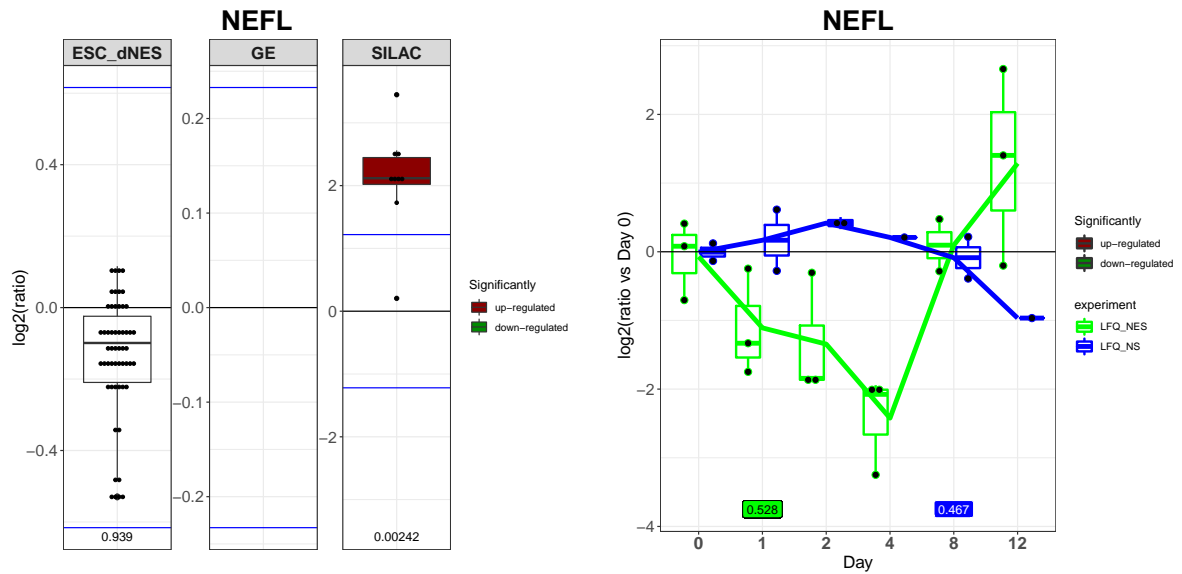 NEFL
ESC_dNES
GE
SILAC
log2(ratio)
0.4
0.0
−0.4
0.2
0.1
0.0
−0.1
−0.2
2
0
−2
0.939
0.00242
Significantly
up−regulated
down−regulated
NEFL
log2(ratio vs Day 0)
2
0
−2
−4
0.528
0.467
0
1
2
4
8
12
Day
Significantly
up−regulated
down−regulated
experiment
LFQ_NES
LFQ_NS